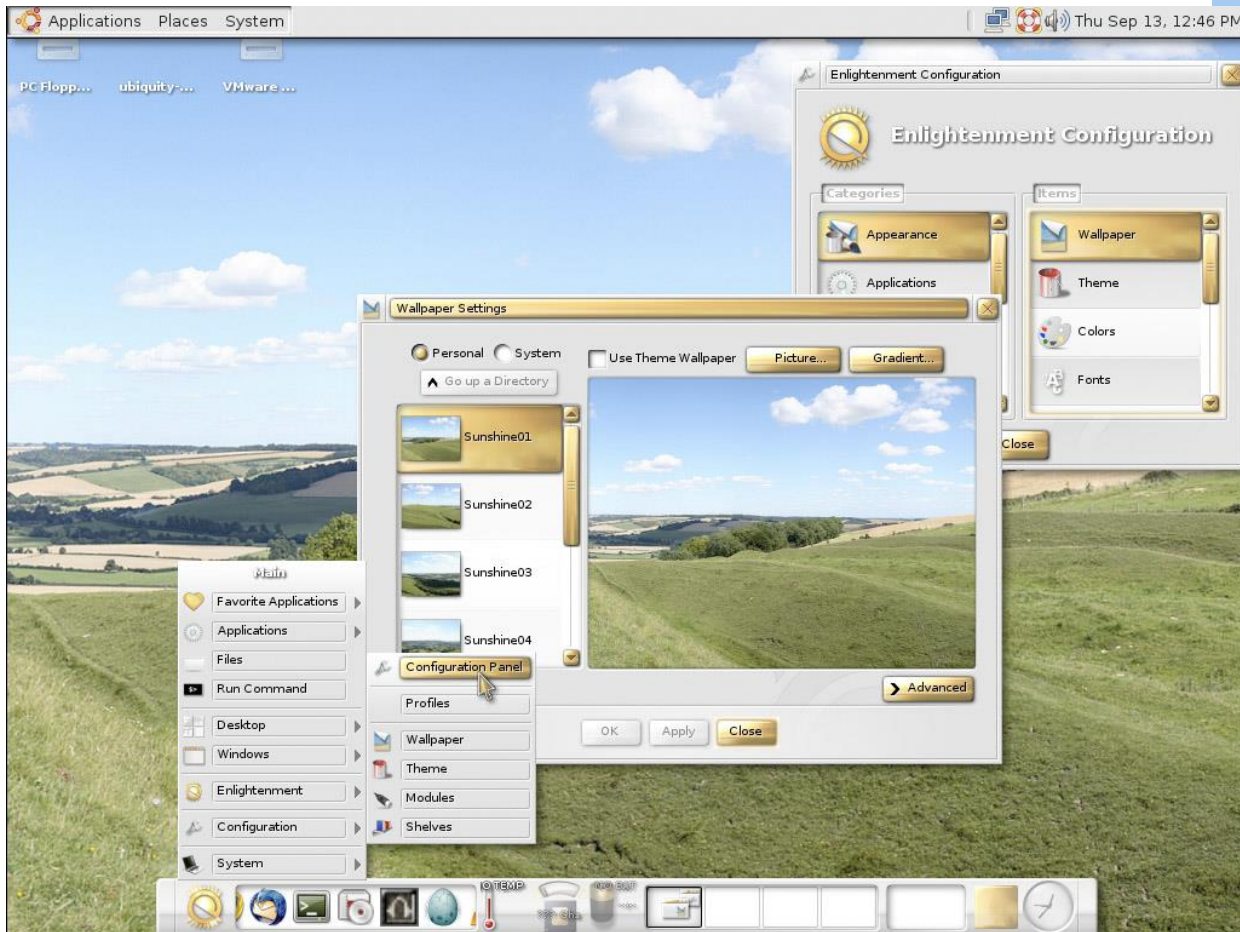 Applications Places System
Thu Sep 13, 12:46 PM
PC Flopp... ubiquity-... VMware ...
Enlightenment Configuration
Enlightenment Configuration
Categories Items
Appearance Wallpaper
Applications Theme
Colors
Fonts
Close
Wallpaper Settings
Personal System Use Theme Wallpaper Picture... Gradient...
Go up a Directory
Sunshine01
Sunshine02
Sunshine03
Sunshine04
Advanced
OK Apply Close
Main
Favorite Applications
Applications
Files
Run Command
Desktop
Windows
Enlightenment
Configuration
System
Configuration Panel
Profiles
Wallpaper
Theme
Modules
Shelves
TEMP